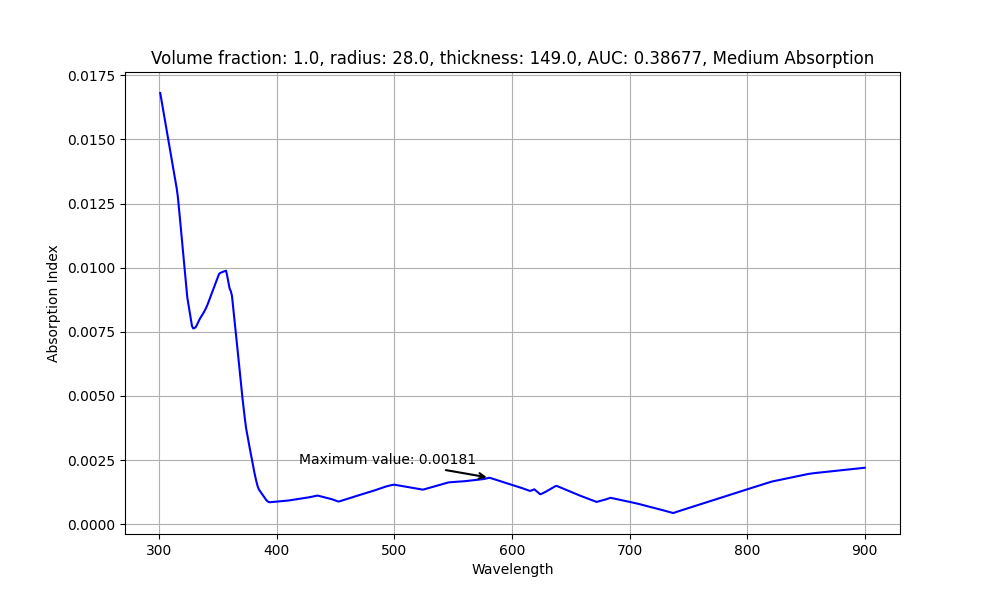 Volume fraction: 1.0, radius: 28.0, thickness: 149.0, AUC: 0.38677, Medium Absorption
0.0175
0.0150
0.0125
0.0100
0.0075
0.0050
0.0025
0.0000
Absorption Index
Maximum value: 0.00181
300 400 500 600 700 800 900
Wavelength